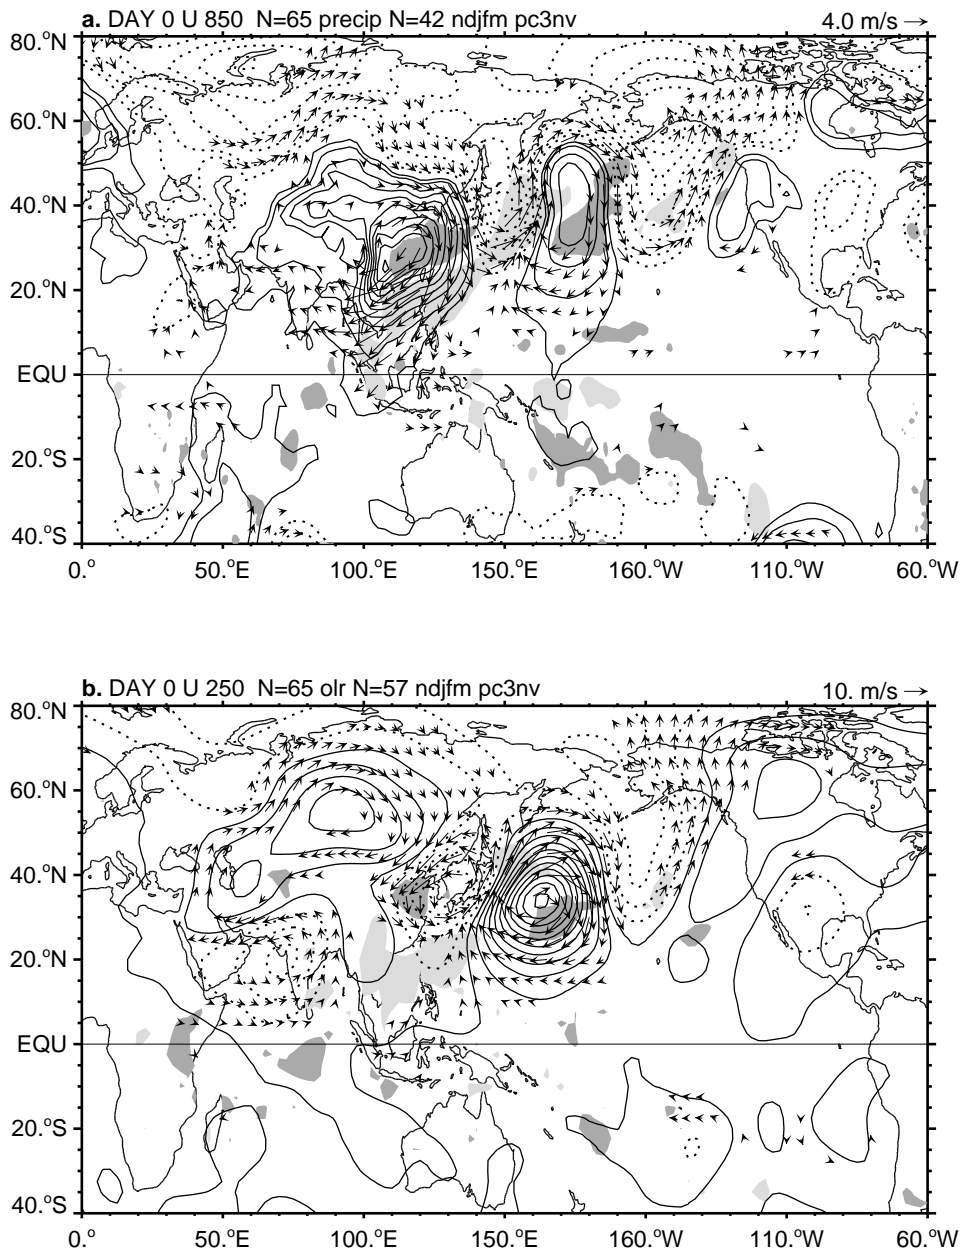 a. DAY 0 U 850  N=65 precip N=42 ndjfm pc3nv 4.0 m/s →
80.°N
60.°N
40.°N
20.°N
EQU
20.°S
40.°S
0.° 50.°E 100.°E 150.°E 160.°W 110.°W 60.°W
b. DAY 0 U 250  N=65 olr N=57 ndjfm pc3nv 10. m/s →
80.°N
60.°N
40.°N
20.°N
EQU
20.°S
40.°S
0.° 50.°E 100.°E 150.°E 160.°W 110.°W 60.°W